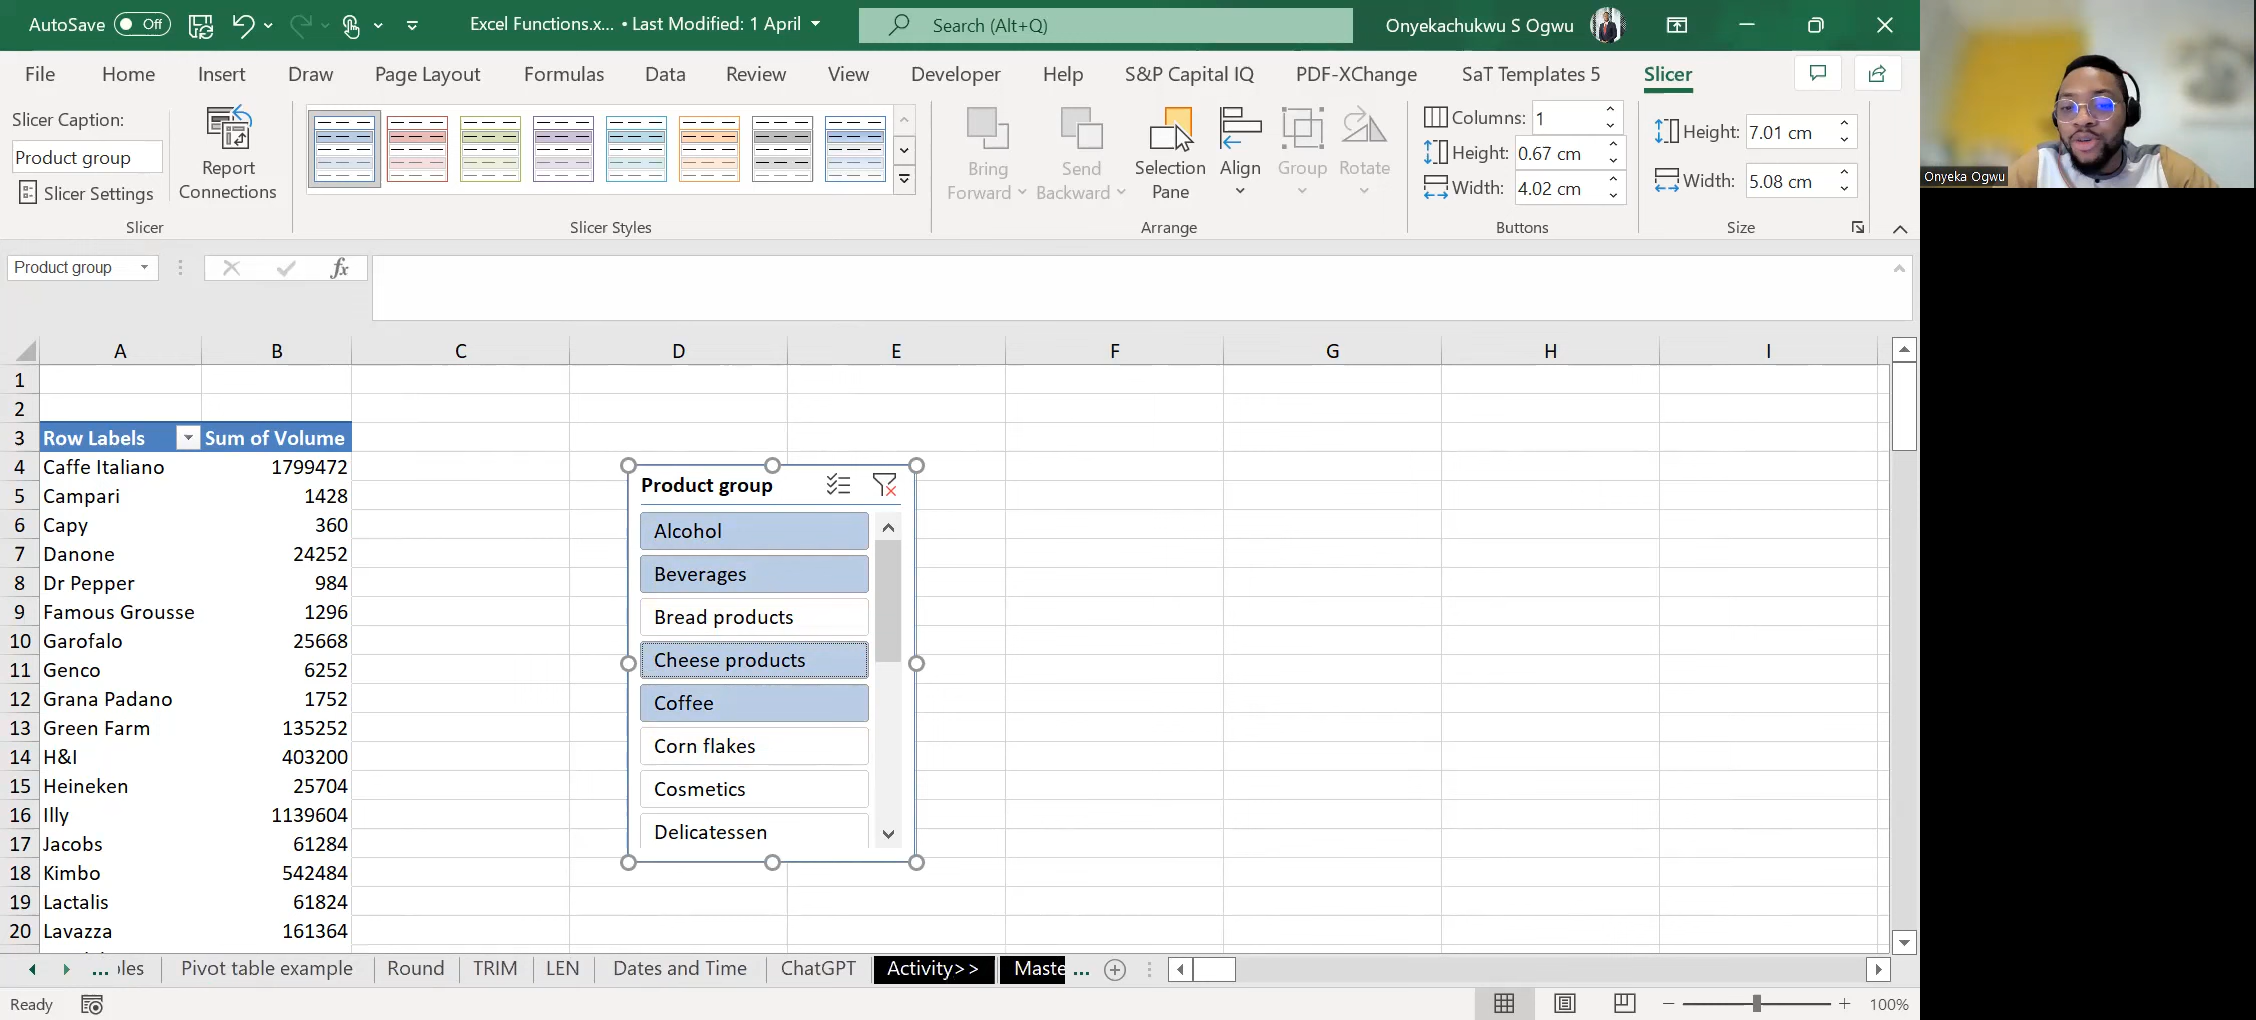 AutoSave Off Excel Functions.x... • Last Modified: 1 April Search (Alt+Q) Onyekachukwu S Ogwu
File Home Insert Draw Page Layout Formulas Data Review View Developer Help S&P Capital IQ PDF-XChange SaT Templates 5 Slicer
Slicer Caption:
Product group
Slicer Settings
Report
Connections
Slicer
Slicer Styles
Bring
Forward
Send
Backward
Selection
Pane
Align
Group
Rotate
Arrange
Columns: 1
Height: 0.67 cm
Width: 4.02 cm
Buttons
Height: 7.01 cm
Width: 5.08 cm
Size
Onyeka Ogwu
Product group fx
A B C D E F G H I
1
2
3 Row Labels Sum of Volume
4 Caffe Italiano 1799472
5 Campari 1428
6 Capy 360
7 Danone 24252
8 Dr Pepper 984
9 Famous Grousse 1296
10 Garofalo 25668
11 Genco 6252
12 Grana Padano 1752
13 Green Farm 135252
14 H&I 403200
15 Heineken 25704
16 Illy 1139604
17 Jacobs 61284
18 Kimbo 542484
19 Lactalis 61824
20 Lavazza 161364
Product group
Alcohol
Beverages
Bread products
Cheese products
Coffee
Corn flakes
Cosmetics
Delicatessen
... les Pivot table example Round TRIM LEN Dates and Time ChatGPT Activity>> Maste ...
Ready 100%